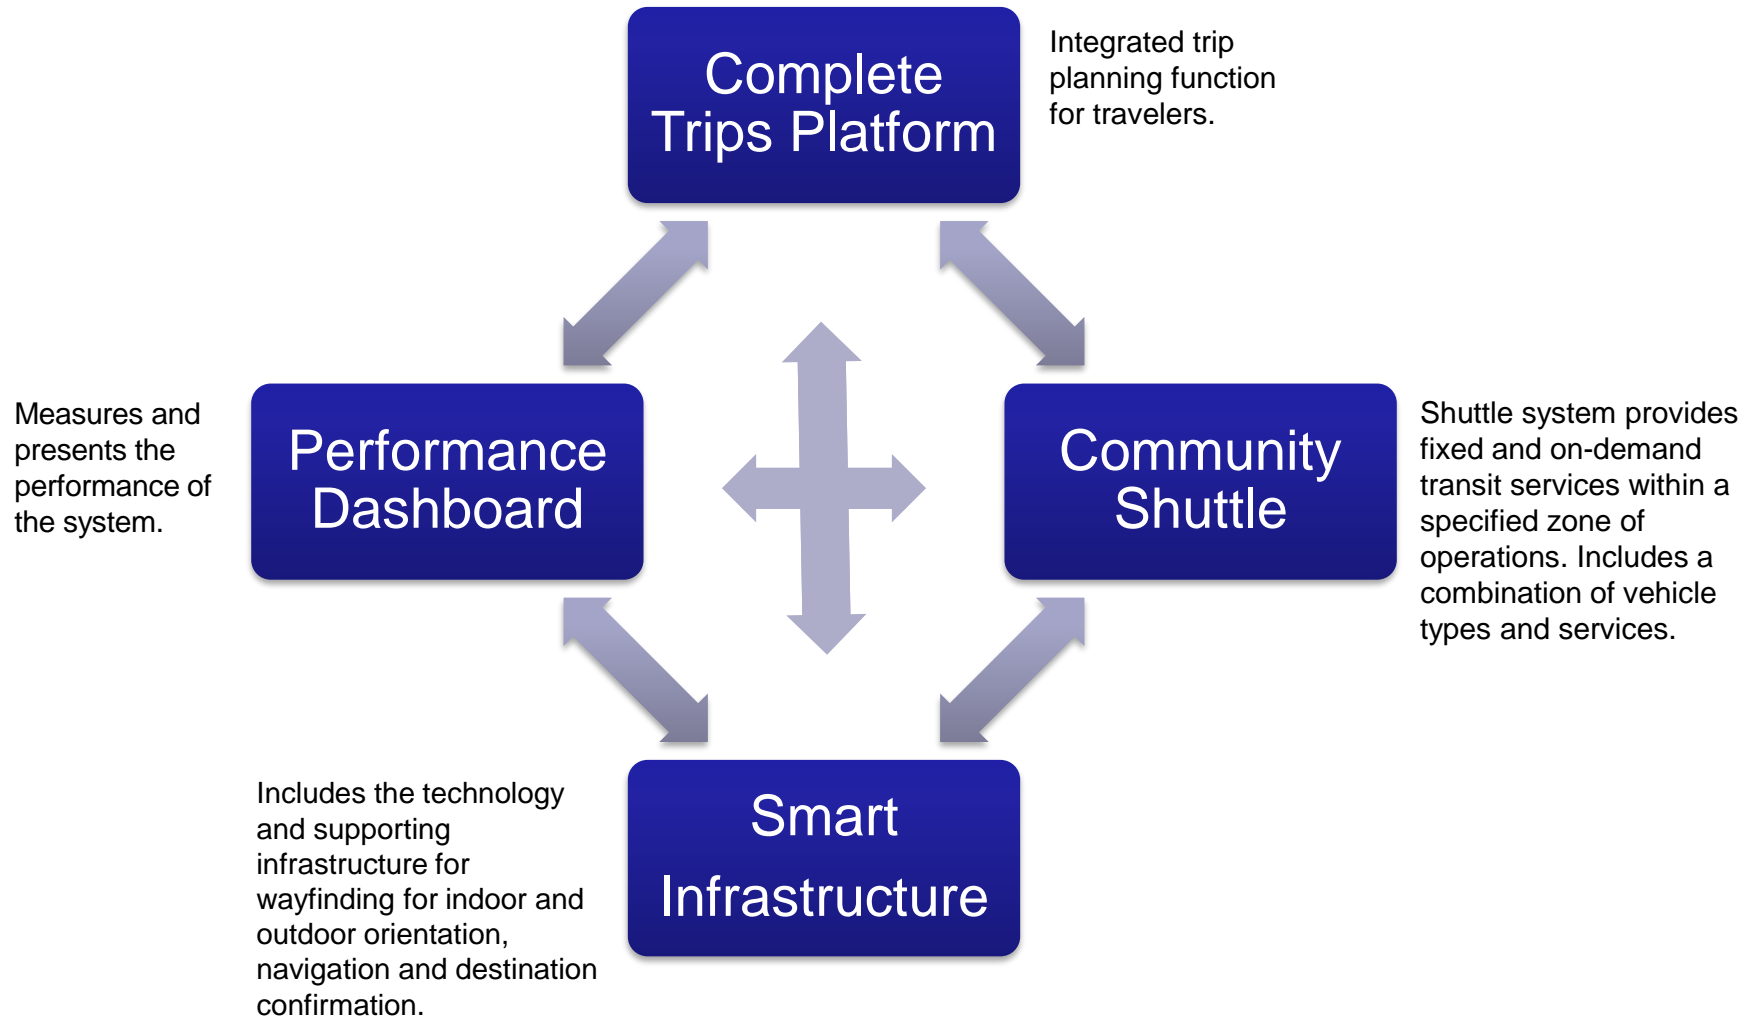 Complete
Trips Platform
Integrated trip
planning function
for travelers.
Measures and
presents the
performance of
the system.
Performance
Dashboard
Community
Shuttle
Shuttle system provides
fixed and on-demand
transit services within a
specified zone of
operations. Includes a
combination of vehicle
types and services.
Includes the technology
and supporting
infrastructure for
wayfinding for indoor and
outdoor orientation,
navigation and destination
confirmation.
Smart
Infrastructure